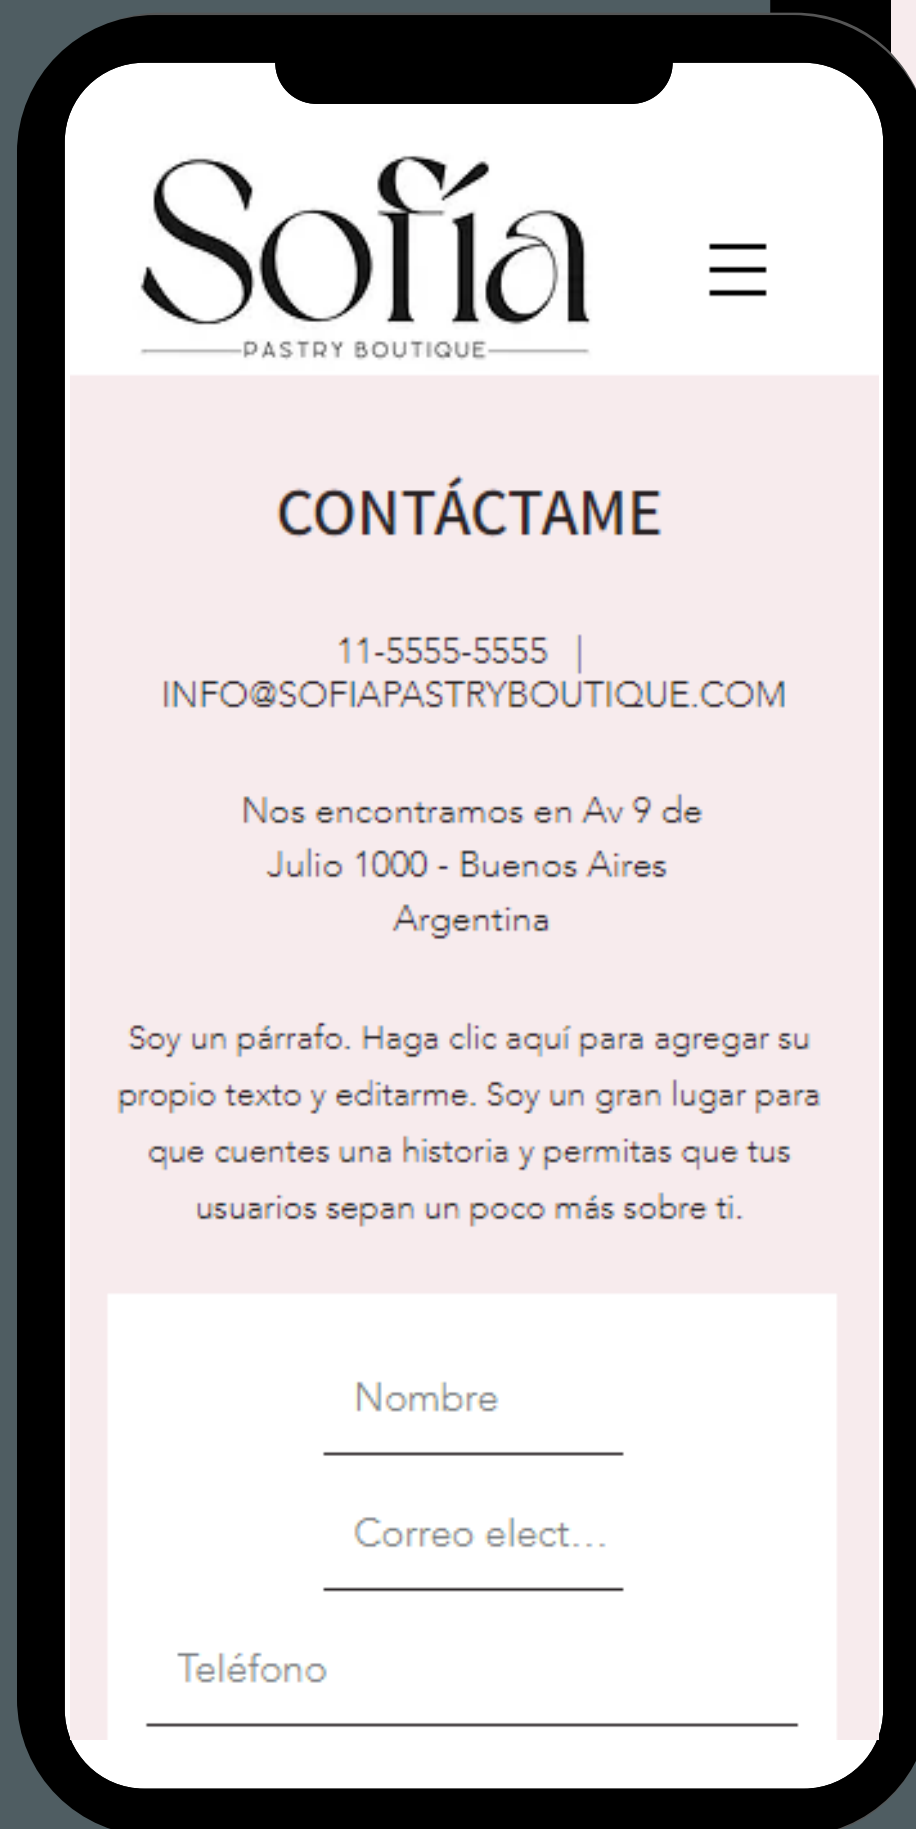 Sofía
PASTRY BOUTIQUE
CONTÁCTAME
11-5555-5555 |
INFO@SOFIAPASTRYBOUTIQUE.COM
Nos encontramos en Av 9 de
Julio 1000 - Buenos Aires
Argentina
Soy un párrafo. Haga clic aquí para agregar su
propio texto y editarme. Soy un gran lugar para
que cuentes una historia y permitas que tus
usuarios sepan un poco más sobre ti.
Nombre
Correo elect...
Teléfono